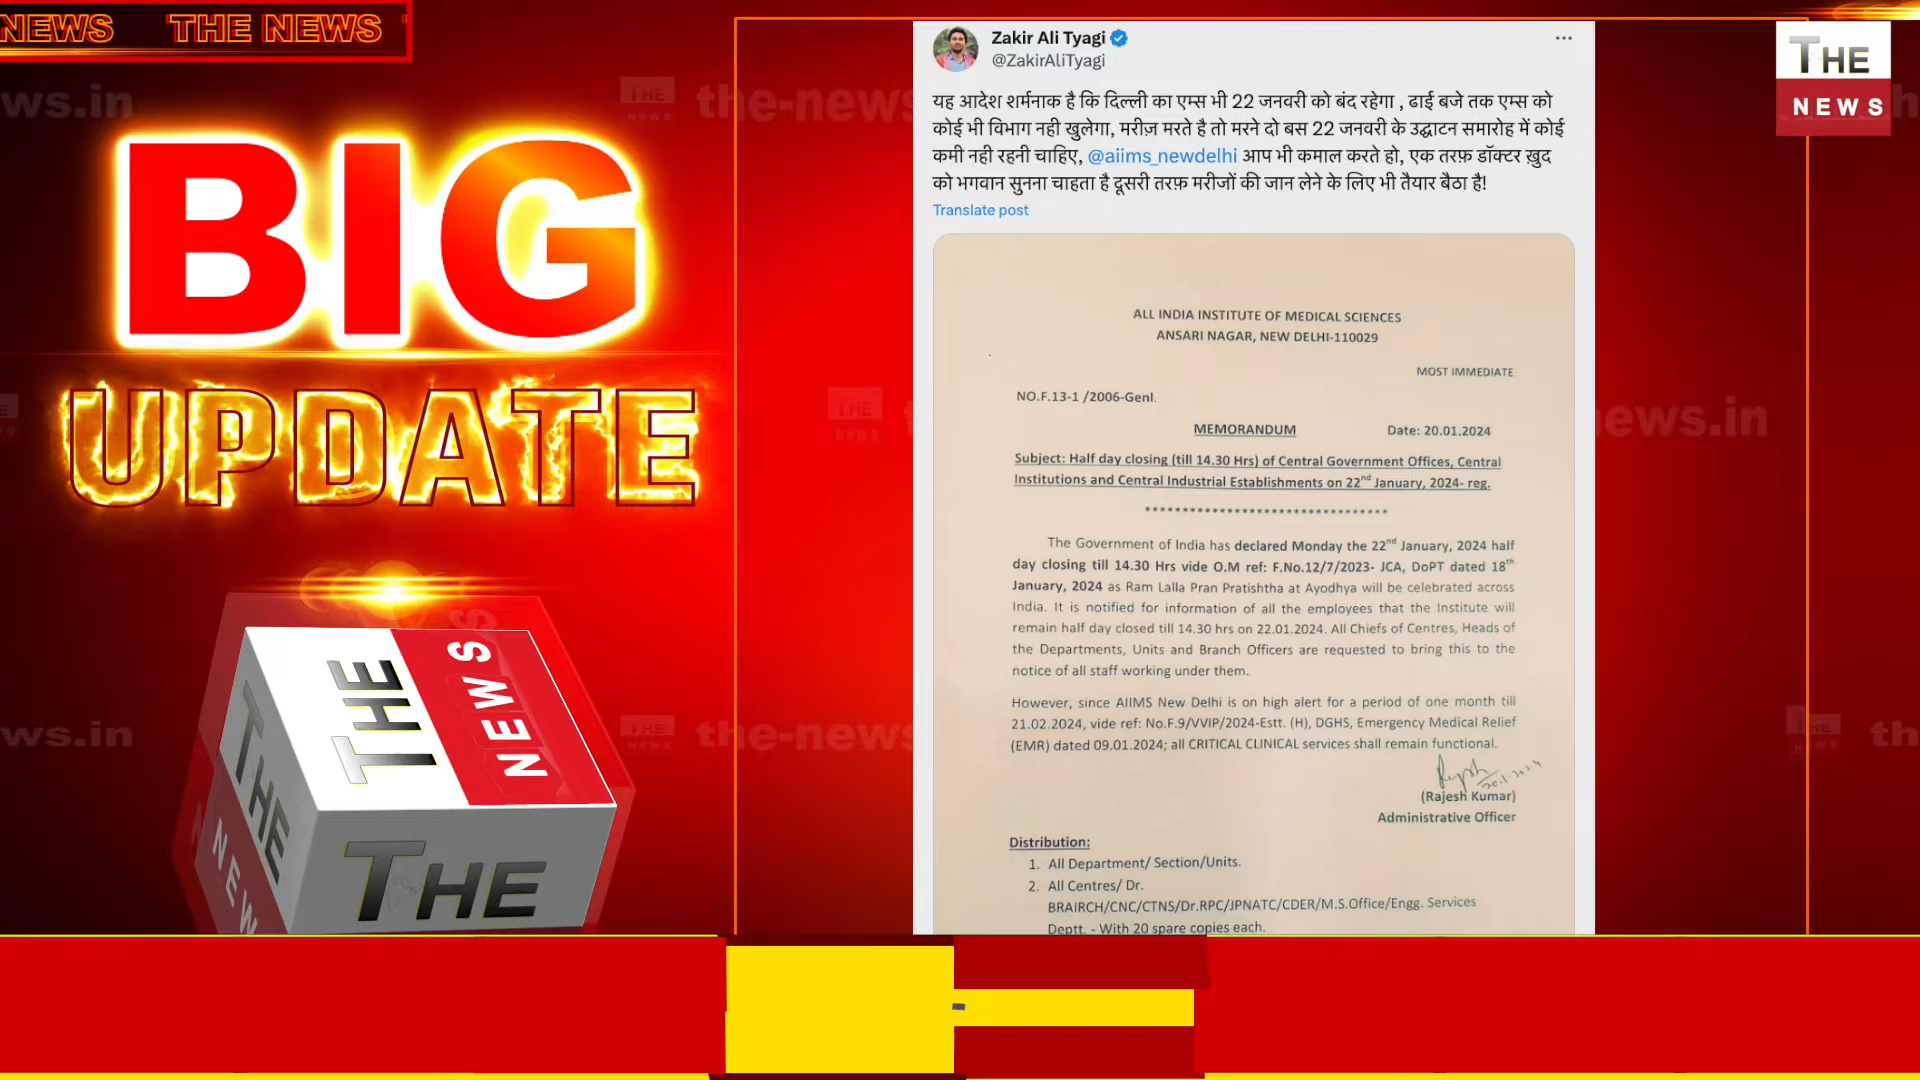 NEWS THE NEWS
BIG
UPDATE
THE
NEWS
THE
NEWS
THE
THE
NEWS
Zakir Ali Tyagi
@ZakirAliTyagi
यह आदेश शर्मनाक है कि दिल्ली का एम्स भी 22 जनवरी को बंद रहेगा , ढाई बजे तक एम्स को
कोई भी विभाग नही खुलेगा, मरीज़ मरते है तो मरने दो बस 22 जनवरी के उद्घाटन समारोह में कोई
कमी नही रहनी चाहिए, @aiims_newdelhi आप भी कमाल करते हो, एक तरफ़ डॉक्टर ख़ुद
को भगवान सुनना चाहता है दूसरी तरफ़ मरीजों की जान लेने के लिए भी तैयार बैठा है!
Translate post
ALL INDIA INSTITUTE OF MEDICAL SCIENCES
ANSARI NAGAR, NEW DELHI-110029
MOST IMMEDIATE
NO.F.13-1 /2006-Genl.
MEMORANDUM Date: 20.01.2024
Subject: Half day closing (till 14.30 Hrs) of Central Government Offices, Central
Institutions and Central Industrial Establishments on 22nd January, 2024- reg.
*********************************
The Government of India has declared Monday the 22nd January, 2024 half
day closing till 14.30 Hrs vide O.M ref: F.No.12/7/2023- JCA, DoPT dated 18th
January, 2024 as Ram Lalla Pran Pratishtha at Ayodhya will be celebrated across
India. It is notified for information of all the employees that the Institute will
remain half day closed till 14.30 hrs on 22.01.2024. All Chiefs of Centres, Heads of
the Departments, Units and Branch Officers are requested to bring this to the
notice of all staff working under them.
However, since AIIMS New Delhi is on high alert for a period of one month till
21.02.2024, vide ref: No.F.9/VVIP/2024-Estt. (H), DGHS, Emergency Medical Relief
(EMR) dated 09.01.2024; all CRITICAL CLINICAL services shall remain functional.
(Rajesh Kumar)
Administrative Officer
Distribution:
1. All Department/ Section/Units.
2. All Centres/ Dr.
BRAIRCH/CNC/CTNS/Dr.RPC/JPNATC/CDER/M.S.Office/Engg. Services
Deptt. - With 20 spare copies each.
THE
NEWS